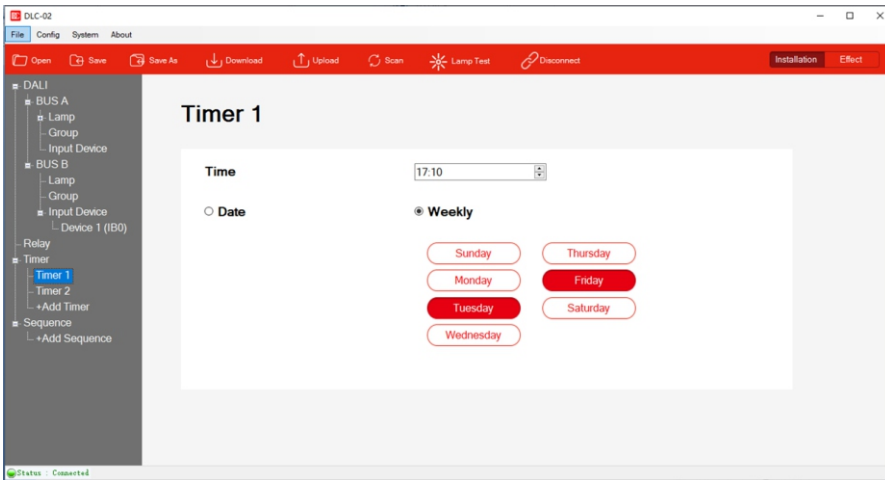 DLC-02
File Config System About
Open Save Save As Download Upload Scan Lamp Test Disconnect Installation Effect
DALI
BUS A
Lamp
Group
Input Device
BUS B
Lamp
Group
Input Device
Device 1 (IB0)
Relay
Timer
Timer 1
Timer 2
+Add Timer
Sequence
+Add Sequence
Timer 1
Time 17:10
Date Weekly
Sunday Thursday
Monday Friday
Tuesday Saturday
Wednesday
Status : Connected